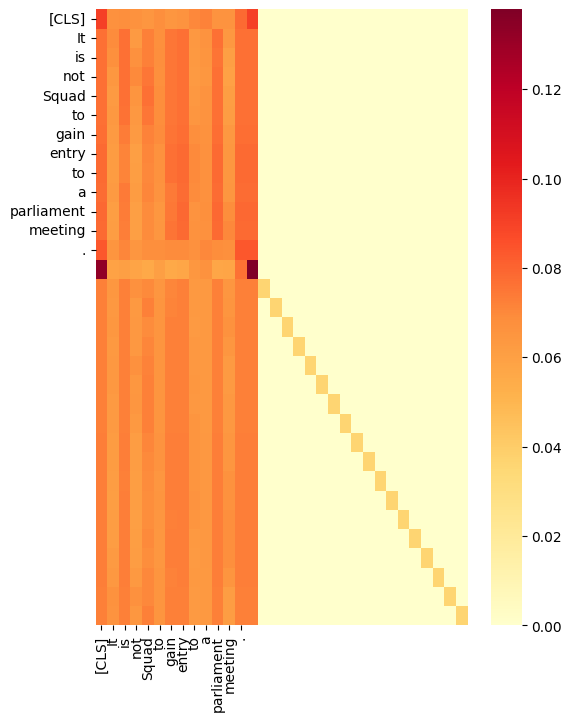 [CLS]
It
is
not
Squad
to
gain
entry
to
a
parliament
meeting
.
0.12
0.10
0.08
0.06
0.04
0.02
0.00
[CLS]
It
is
not
Squad
to
gain
entry
to
a
parliament
meeting
.